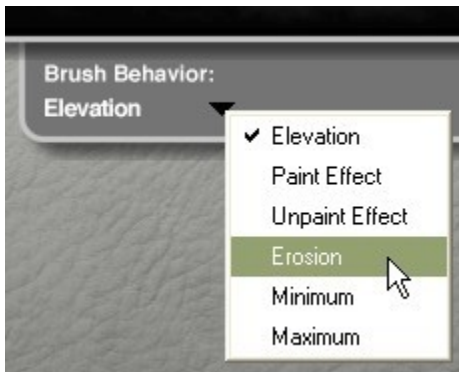 Brush Behavior:
Elevation
Elevation
Paint Effect
Unpaint Effect
Erosion
Minimum
Maximum